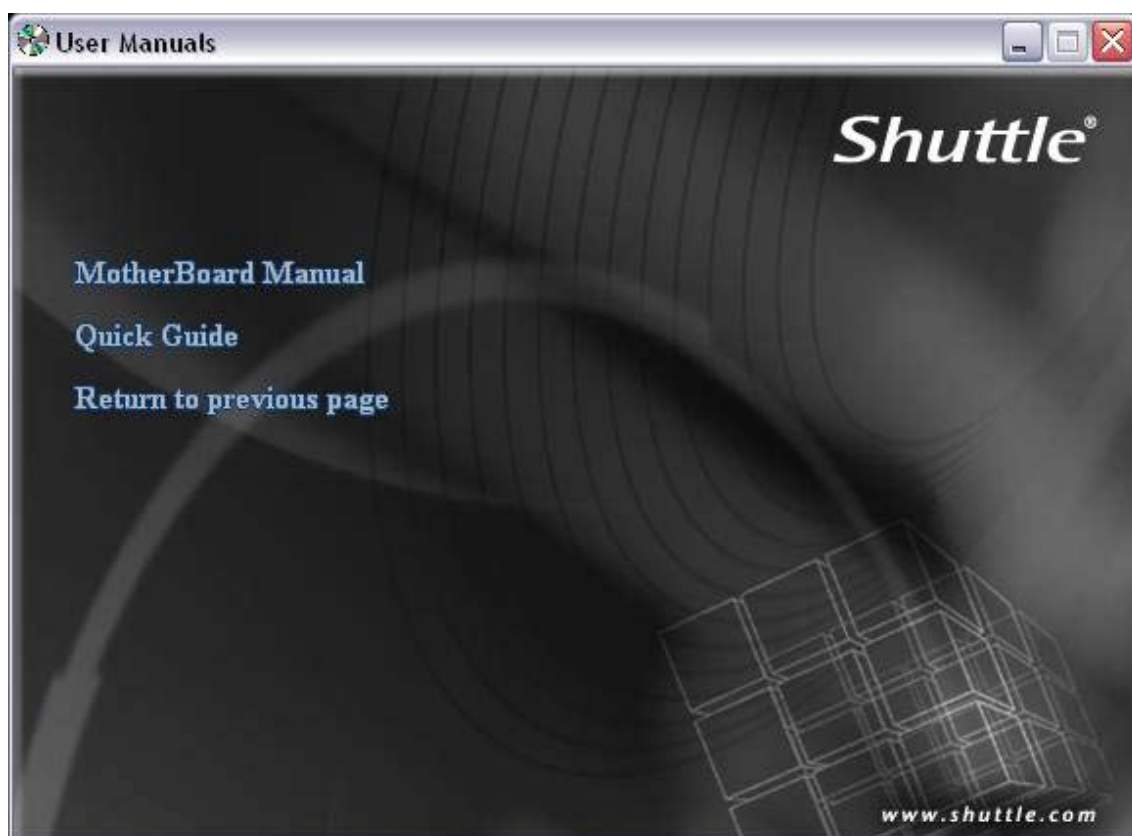 User Manuals
Shuttle®
MotherBoard Manual
Quick Guide
Return to previous page
www.shuttle.com